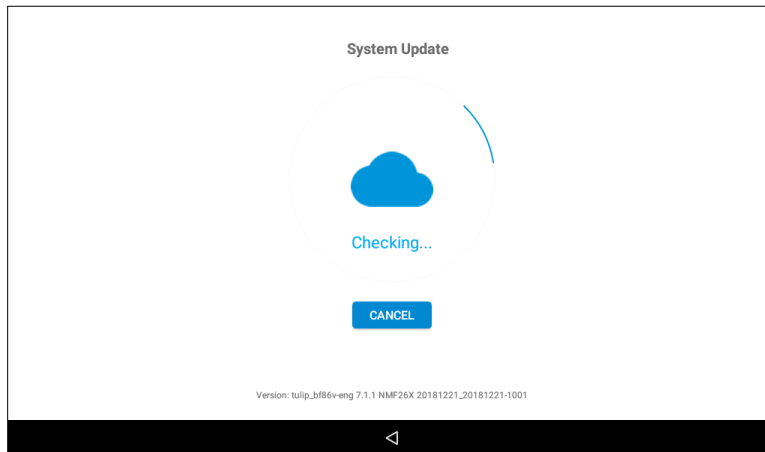 System Update
Checking...
CANCEL
Version: tulip_bf86v-eng 7.1.1 NMF26X 20181221_20181221-1001